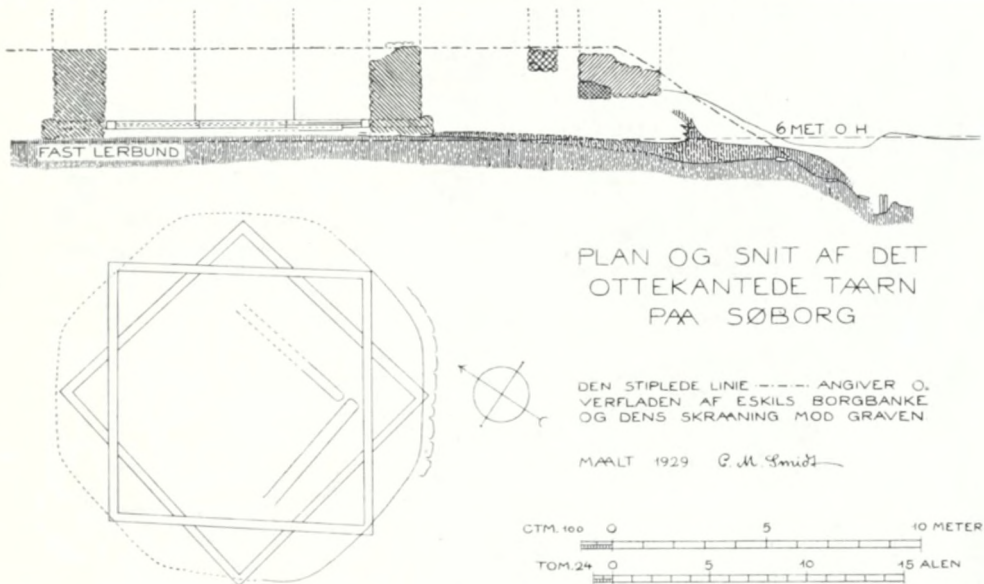 6 MET O H
FAST LERBUND
PLAN OG SNIT AF DET
OTTEKANTEDE TAARN
PAA SØBORG
DEN STIPLEDE LINIE —·—·— ANGIVER O-
VERFLADEN AF ESKILS BORGBANKE
OG DENS SKRAANING MOD GRAVEN
MAALT 1929 C. M. Smidt
CTM. 100 0 5 10 METER
TOM. 24 0 5 10 15 ALEN